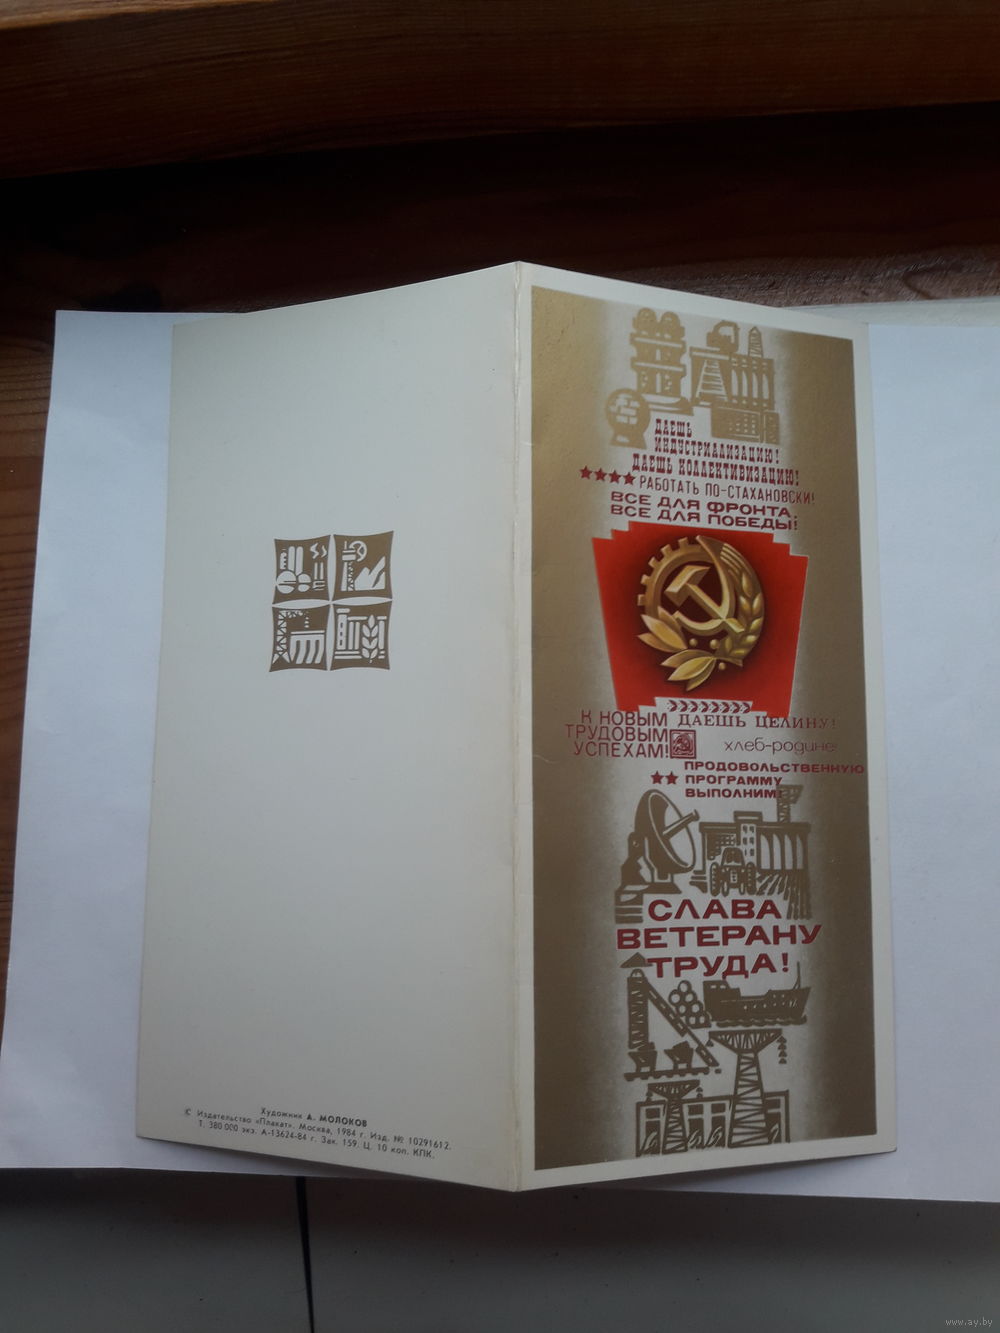 ДАЕШЬ
ИНДУСТРИАЛИЗАЦИЮ!
ДАЕШЬ КОЛЛЕКТИВИЗАЦИЮ!
РАБОТАТЬ ПО-СТАХАНОВСКИ!
ВСЕ ДЛЯ ФРОНТА,
ВСЕ ДЛЯ ПОБЕДЫ!
К НОВЫМ
ТРУДОВЫМ
УСПЕХАМ!
ДАЕШЬ ЦЕЛИНУ!
хлеб-родине!
ПРОДОВОЛЬСТВЕННУЮ
ПРОГРАММУ
ВЫПОЛНИМ!
СЛАВА
ВЕТЕРАНУ
ТРУДА!
Художник А. МОЛОКОВ
© Издательство «Плакат». Москва, 1984 г. Изд. № 10291612.
Т. 380 000 экз. А-13624-84 г. Зак. 159. Ц. 10 коп. КПК.
www.ay.by